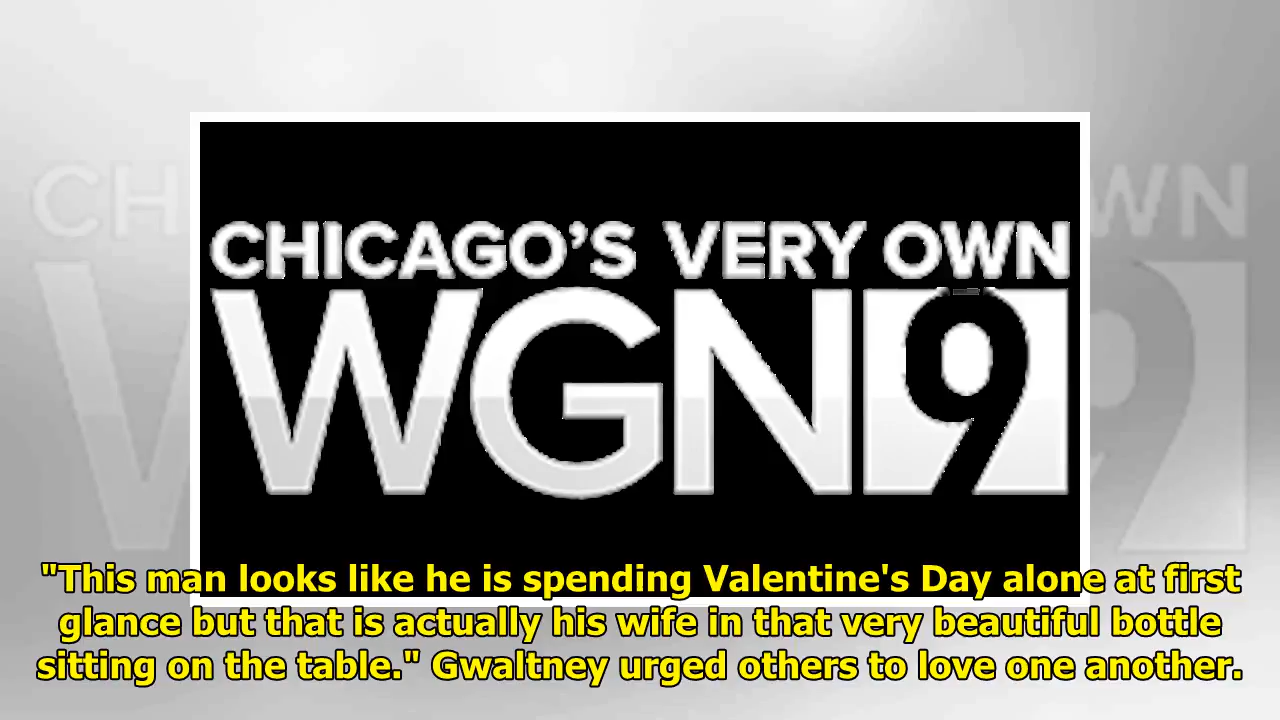 CHICAGO'S VERY OWN
WGN9
"This man looks like he is spending Valentine's Day alone at first
glance but that is actually his wife in that very beautiful bottle
sitting on the table." Gwaltney urged others to love one another.